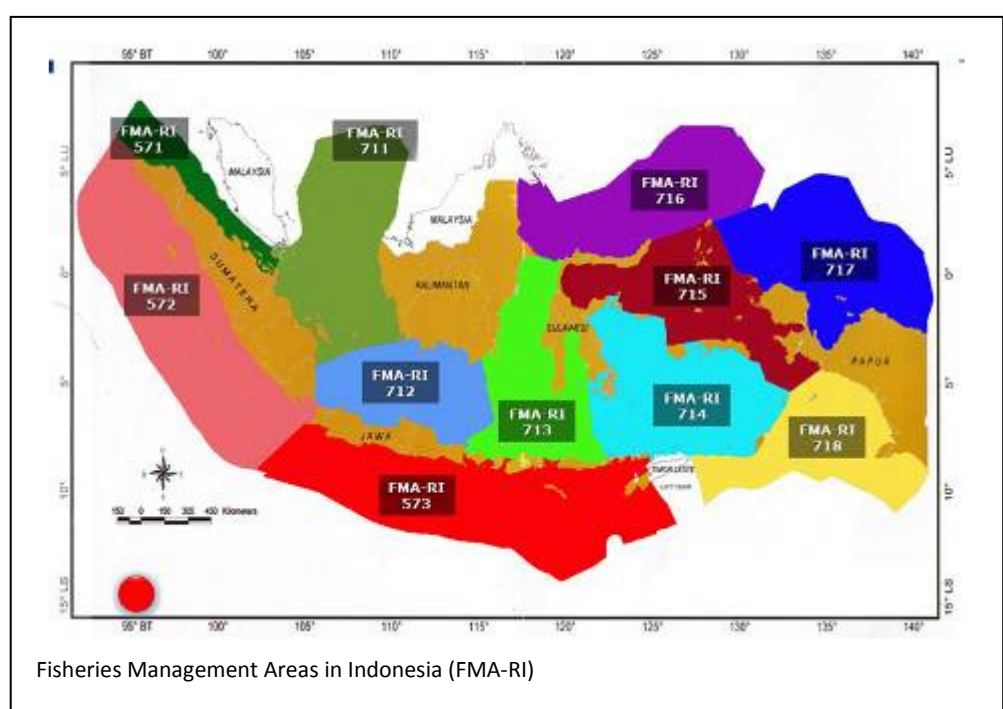 95° BT 100° 105° 110° 115° 120° 125° 130° 135° 140°
FMA-RI
571
FMA-RI
711
MALAYSIA
5° LU
5° LU
FMA-RI
716
MALAYSIA
FMA-RI
717
SUMATERA
0°
KALIMANTAN
FMA-RI
715
0°
FMA-RI
572
SULAWESI
PAPUA
FMA-RI
712
5°
FMA-RI
714
5°
FMA-RI
713
FMA-RI
718
JAWA
TIMOR LESTE
FMA-RI
573
10°
10°
150 0 150 300 450 Kilometers
15° LS
15° LS
95° BT 100° 105° 110° 115° 120° 125° 130° 135° 140°
Fisheries Management Areas in Indonesia (FMA-RI)